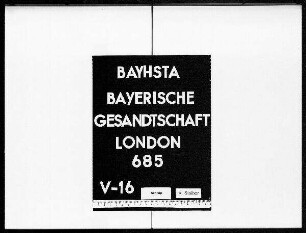 BAYHSTA
BAYERISCHE
GESANDTSCHAFT
LONDON
685
V-16